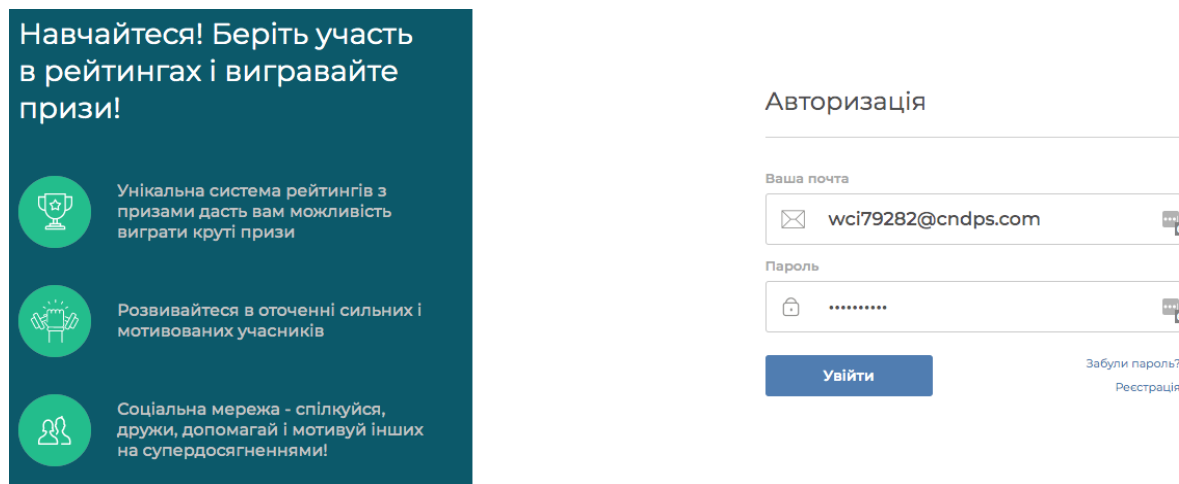 Навчайтеся! Беріть участь
в рейтингах і вигравайте
призи!
Унікальна система рейтингів з
призами дасть вам можливість
виграти круті призи
Розвивайтеся в оточенні сильних і
мотивованих учасників
Соціальна мережа - спілкуйся,
дружи, допомагай і мотивуй інших
на супердосягненнями!
Авторизація
Ваша почта
wci79282@cndps.com
Пароль
••••••••••
Увійти
Забули пароль?
Реєстрація